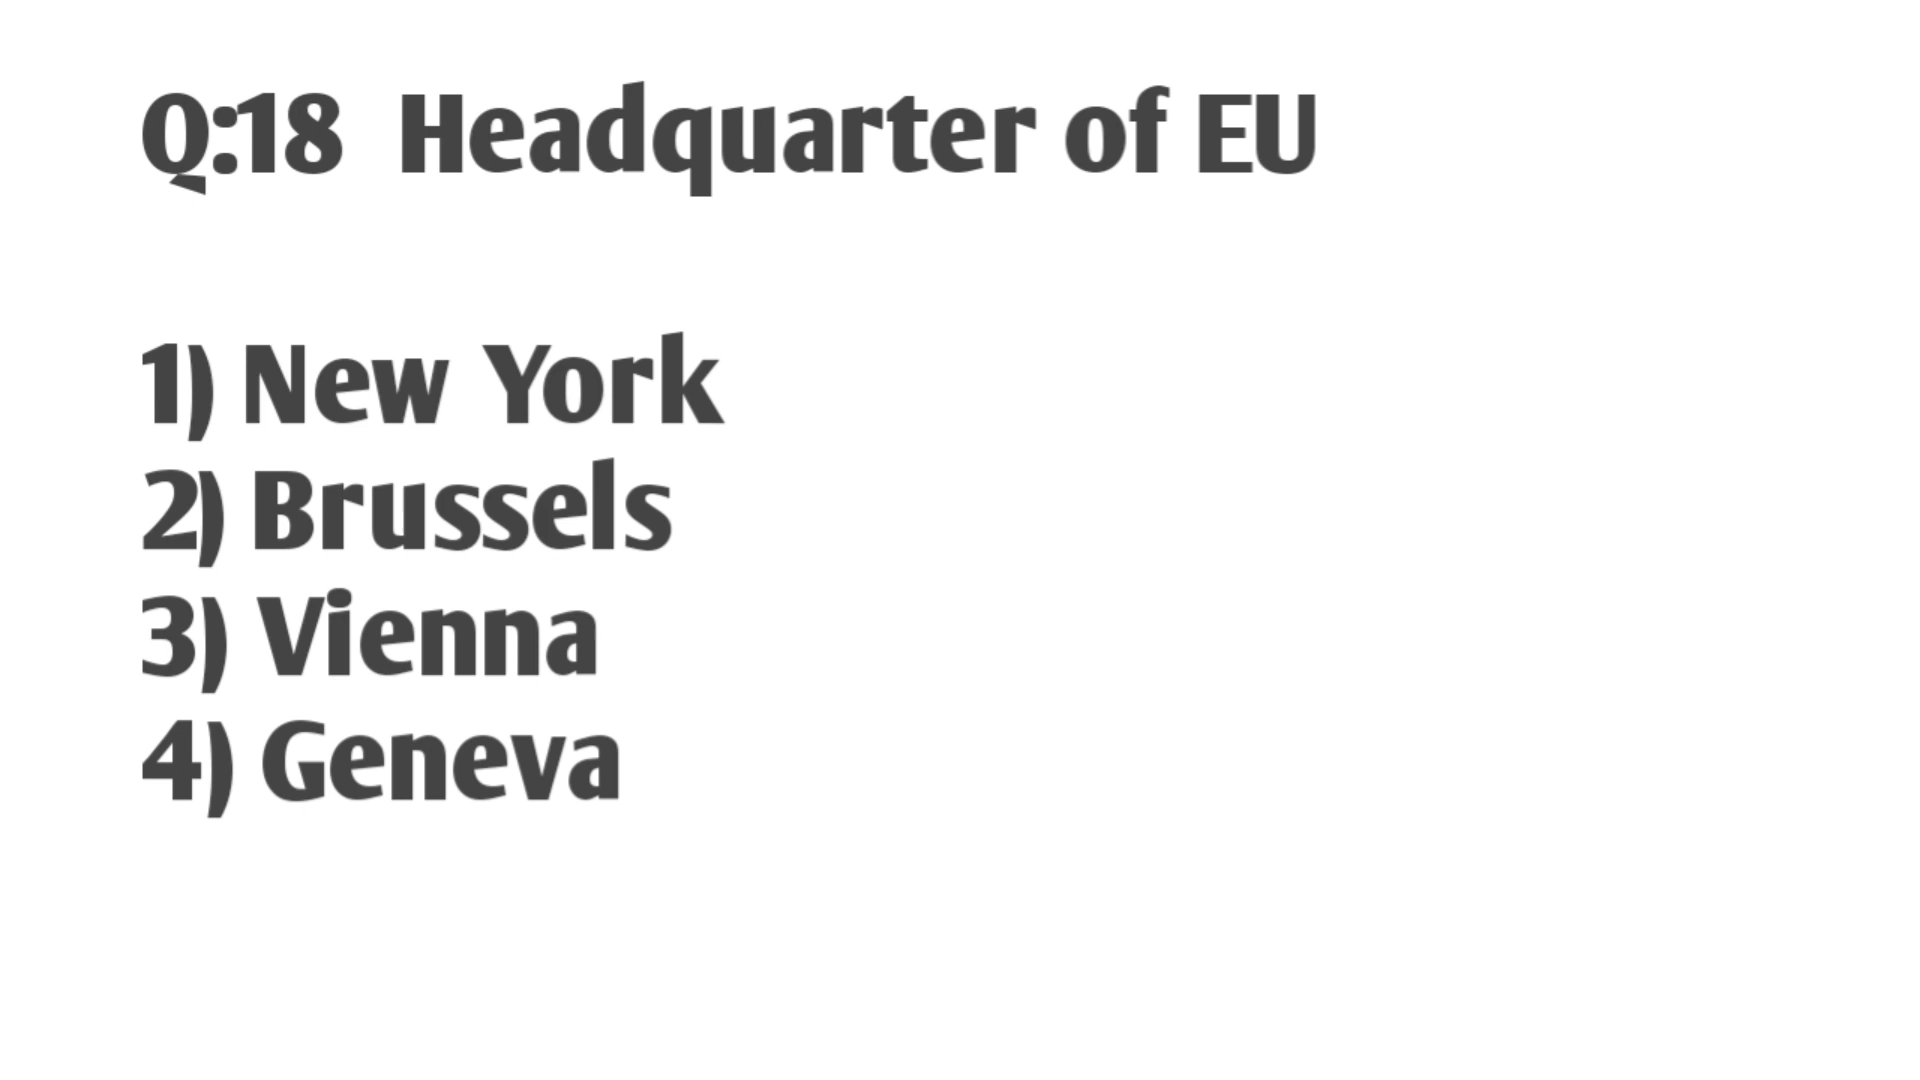 Q:18 Headquarter of EU
1) New York
2) Brussels
3) Vienna
4) Geneva